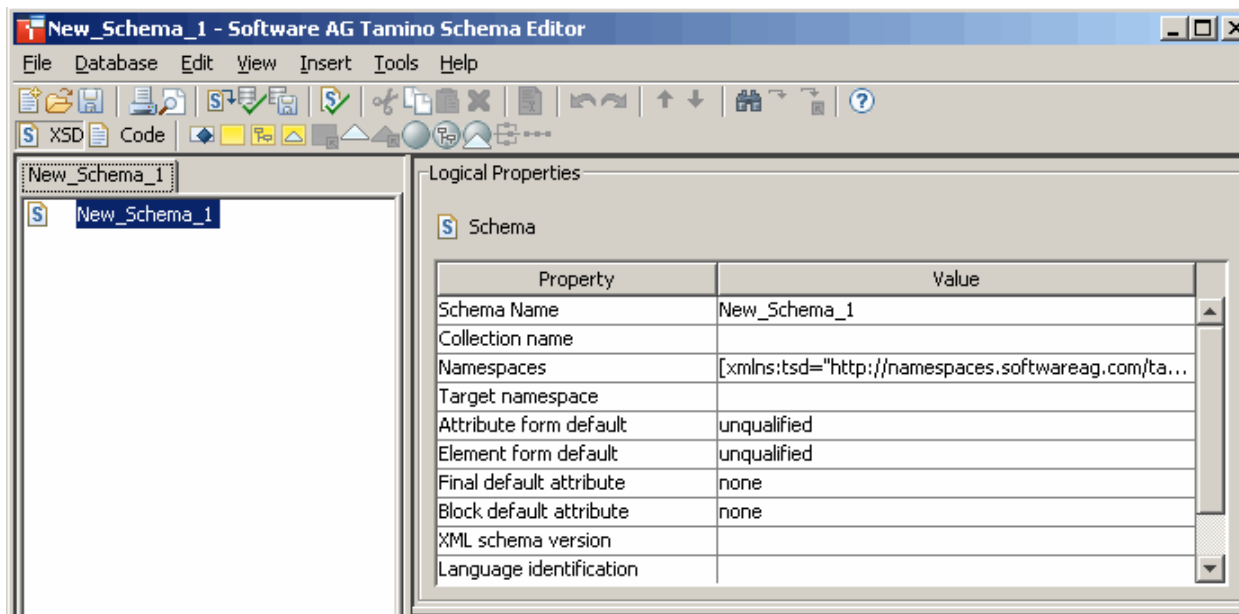 New_Schema_1 - Software AG Tamino Schema Editor
File Database Edit View Insert Tools Help
XSD Code
New_Schema_1
New_Schema_1
Logical Properties
Schema
Property Value
Schema Name New_Schema_1
Collection name
Namespaces [xmlns:tsd="http://namespaces.softwareag.com/ta...
Target namespace
Attribute form default unqualified
Element form default unqualified
Final default attribute none
Block default attribute none
XML schema version
Language identification